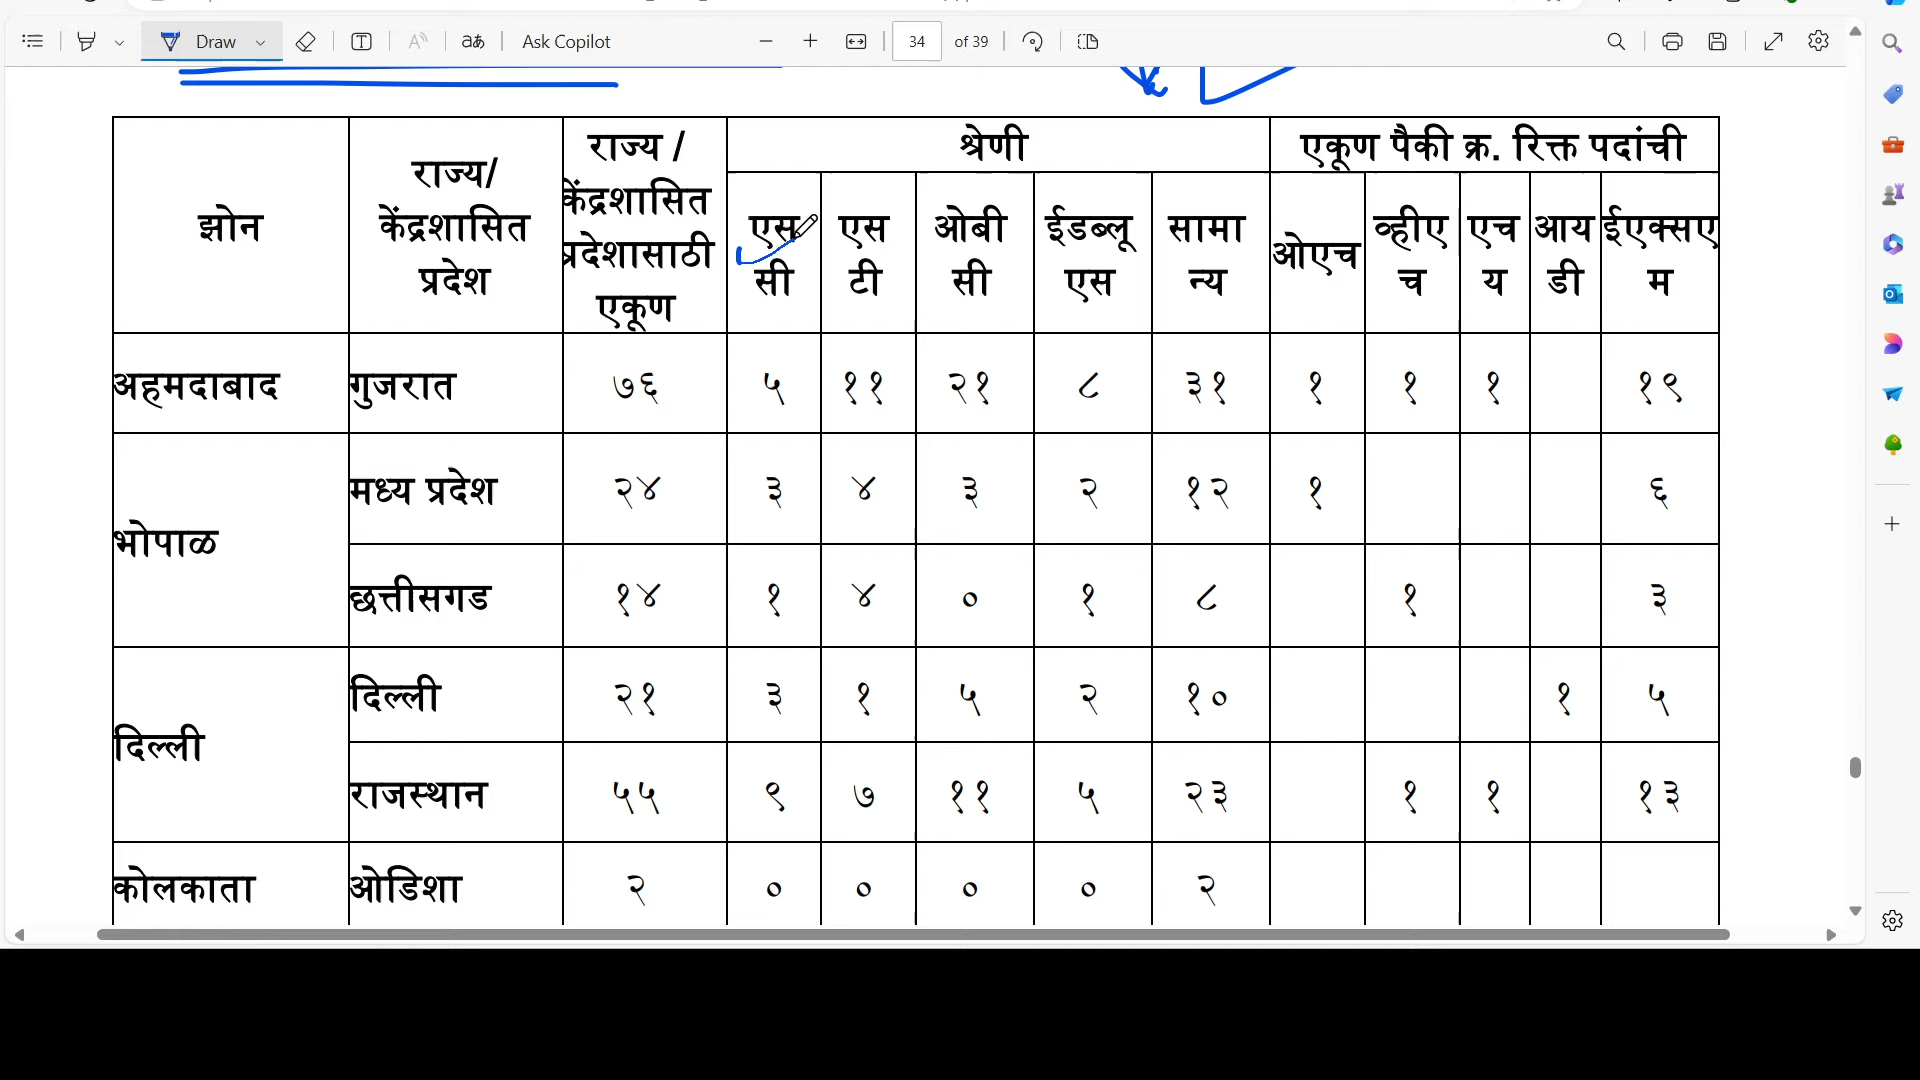 Draw
Ask Copilot
34 of 39
झोन
राज्य/
केंद्रशासित
प्रदेश
राज्य /
केंद्रशासित
प्रदेशासाठी
एकूण
श्रेणी
एकूण पैकी क्र. रिक्त पदांची
एस
सी
एस
टी
ओबी
सी
ईडब्लू
एस
सामा
न्य
ओएच
व्हीए
च
एच
य
आय
डी
ईएक्सए
म
अहमदाबाद गुजरात ७६ ५ ११ २१ ८ ३१ १ १ १ १९
भोपाळ
मध्य प्रदेश २४ ३ ४ ३ २ १२ १ ६
छत्तीसगड १४ १ ४ ० १ ८ १ ३
दिल्ली
दिल्ली २१ ३ १ ५ २ १० १ ५
राजस्थान ५५ ९ ७ ११ ५ २३ १ १ १३
कोलकाता ओडिशा २ ० ० ० ० २